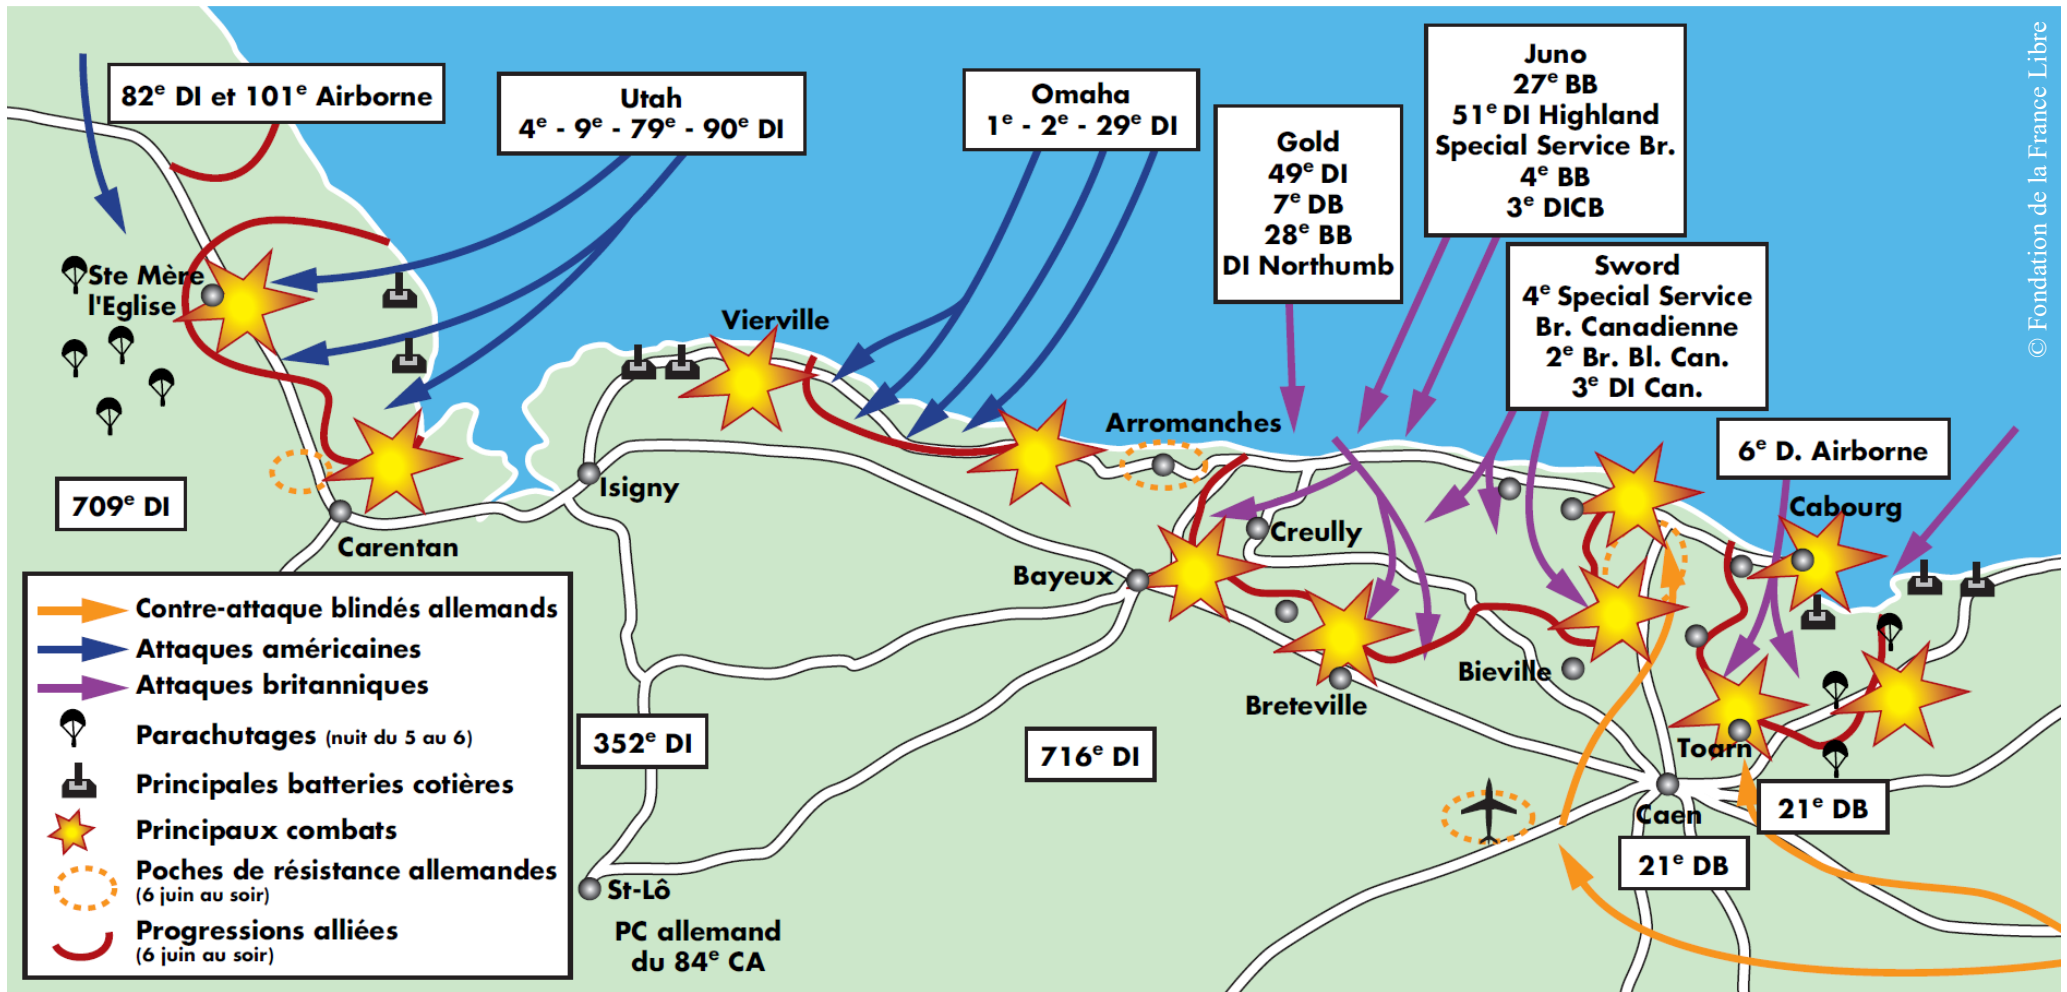 © Fondation de la France Libre
82e DI et 101e Airborne
Utah
4e - 9e - 79e - 90e DI
Omaha
1e - 2e - 29e DI
Gold
49e DI
7e DB
28e BB
DI Northumb
Juno
27e BB
51e DI Highland
Special Service Br.
4e BB
3e DICB
Sword
4e Special Service
Br. Canadienne
2e Br. Bl. Can.
3e DI Can.
6e D. Airborne
Ste Mère
l'Eglise
Vierville
Arromanches
Cabourg
709e DI
Isigny
Carentan
Creully
Bayeux
Bieville
Breteville
Toarn
352e DI
716e DI
21e DB
Caen
21e DB
St-Lô
PC allemand
du 84e CA
Contre-attaque blindés allemands
Attaques américaines
Attaques britanniques
Parachutages (nuit du 5 au 6)
Principales batteries cotières
Principaux combats
Poches de résistance allemandes
(6 juin au soir)
Progressions alliées
(6 juin au soir)